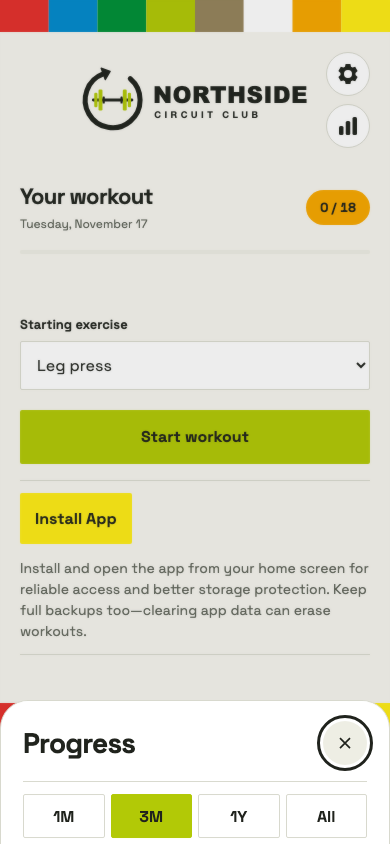 NORTHSIDE
CIRCUIT CLUB
Your workout
Tuesday, November 17
0 / 18
Starting exercise
Leg press
Start workout
Install App
Install and open the app from your home screen for
reliable access and better storage protection. Keep
full backups too—clearing app data can erase
workouts.
Progress
1M
3M
1Y
All